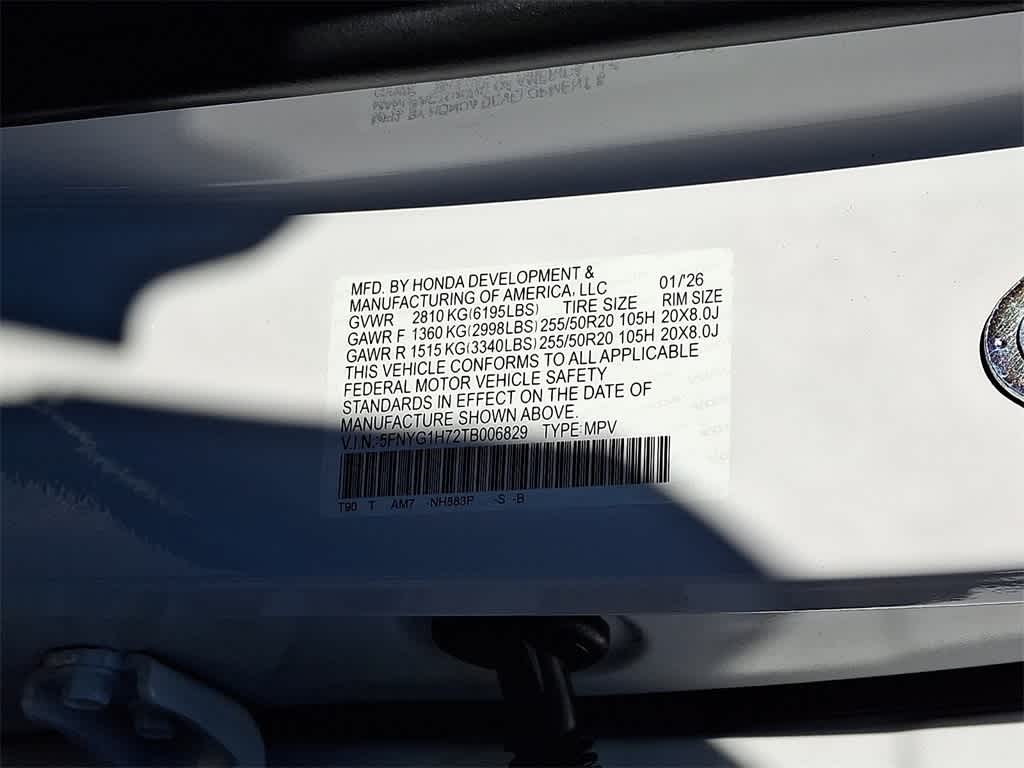 MFD. BY HONDA DEVELOPMENT & 01/'26
MANUFACTURING OF AMERICA, LLC
GVWR 2810 KG(6195LBS) TIRE SIZE RIM SIZE
GAWR F 1360 KG(2998LBS) 255/50R20 105H 20X8.0J
GAWR R 1515 KG(3340LBS) 255/50R20 105H 20X8.0J
THIS VEHICLE CONFORMS TO ALL APPLICABLE
FEDERAL MOTOR VEHICLE SAFETY
STANDARDS IN EFFECT ON THE DATE OF
MANUFACTURE SHOWN ABOVE.
V.I.N.:5FNYG1H72TB006829 TYPE:MPV
T90 T AM7 -NH883P -S -B